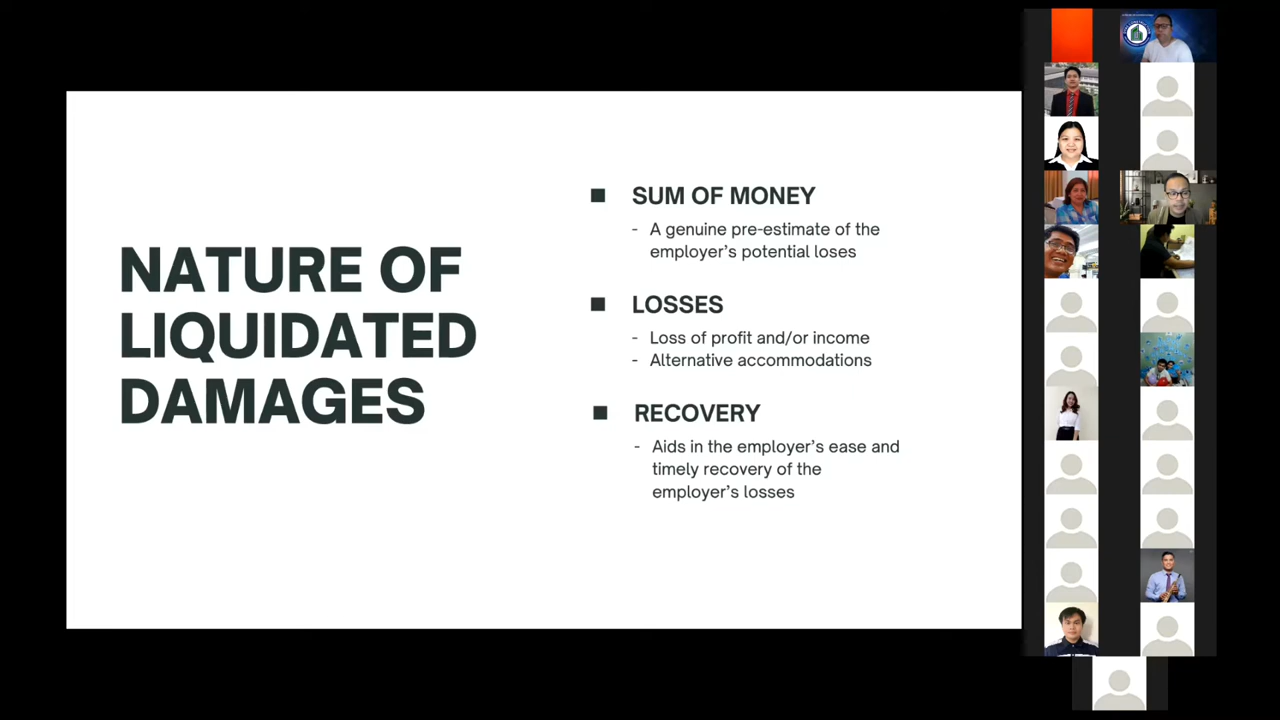 NATURE OF
LIQUIDATED
DAMAGES
■ SUM OF MONEY
- A genuine pre-estimate of the
employer's potential loses
■ LOSSES
- Loss of profit and/or income
- Alternative accommodations
■ RECOVERY
- Aids in the employer's ease and
timely recovery of the
employer's losses